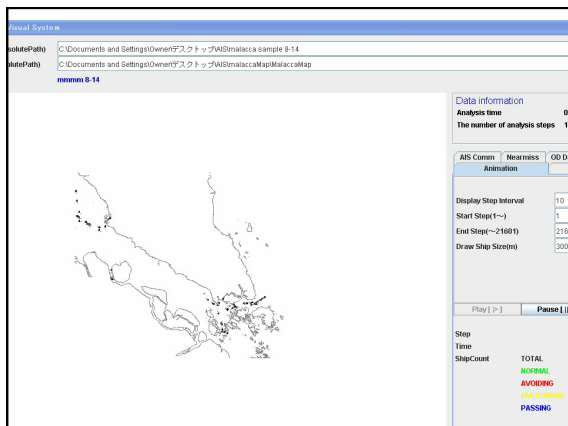 Visual System
solutePath)
C:\Documents and Settings\Owner\デスクトップ\AIS\malacca sample 8-14
olutePath)
C:\Documents and Settings\Owner\デスクトップ\AIS\malaccaMap\MalaccaMap
mmmm 8-14
Data information
Analysis time 0
The number of analysis steps 1
AIS Comm Nearmiss OD D
Animation
Display Step Interval 10
Start Step(1～) 1
End Step(～21601) 216
Draw Ship Size(m) 300
Play [ > ] Pause [ ||
Step
Time
ShipCount TOTAL
NORMAL
AVOIDING
PASSING